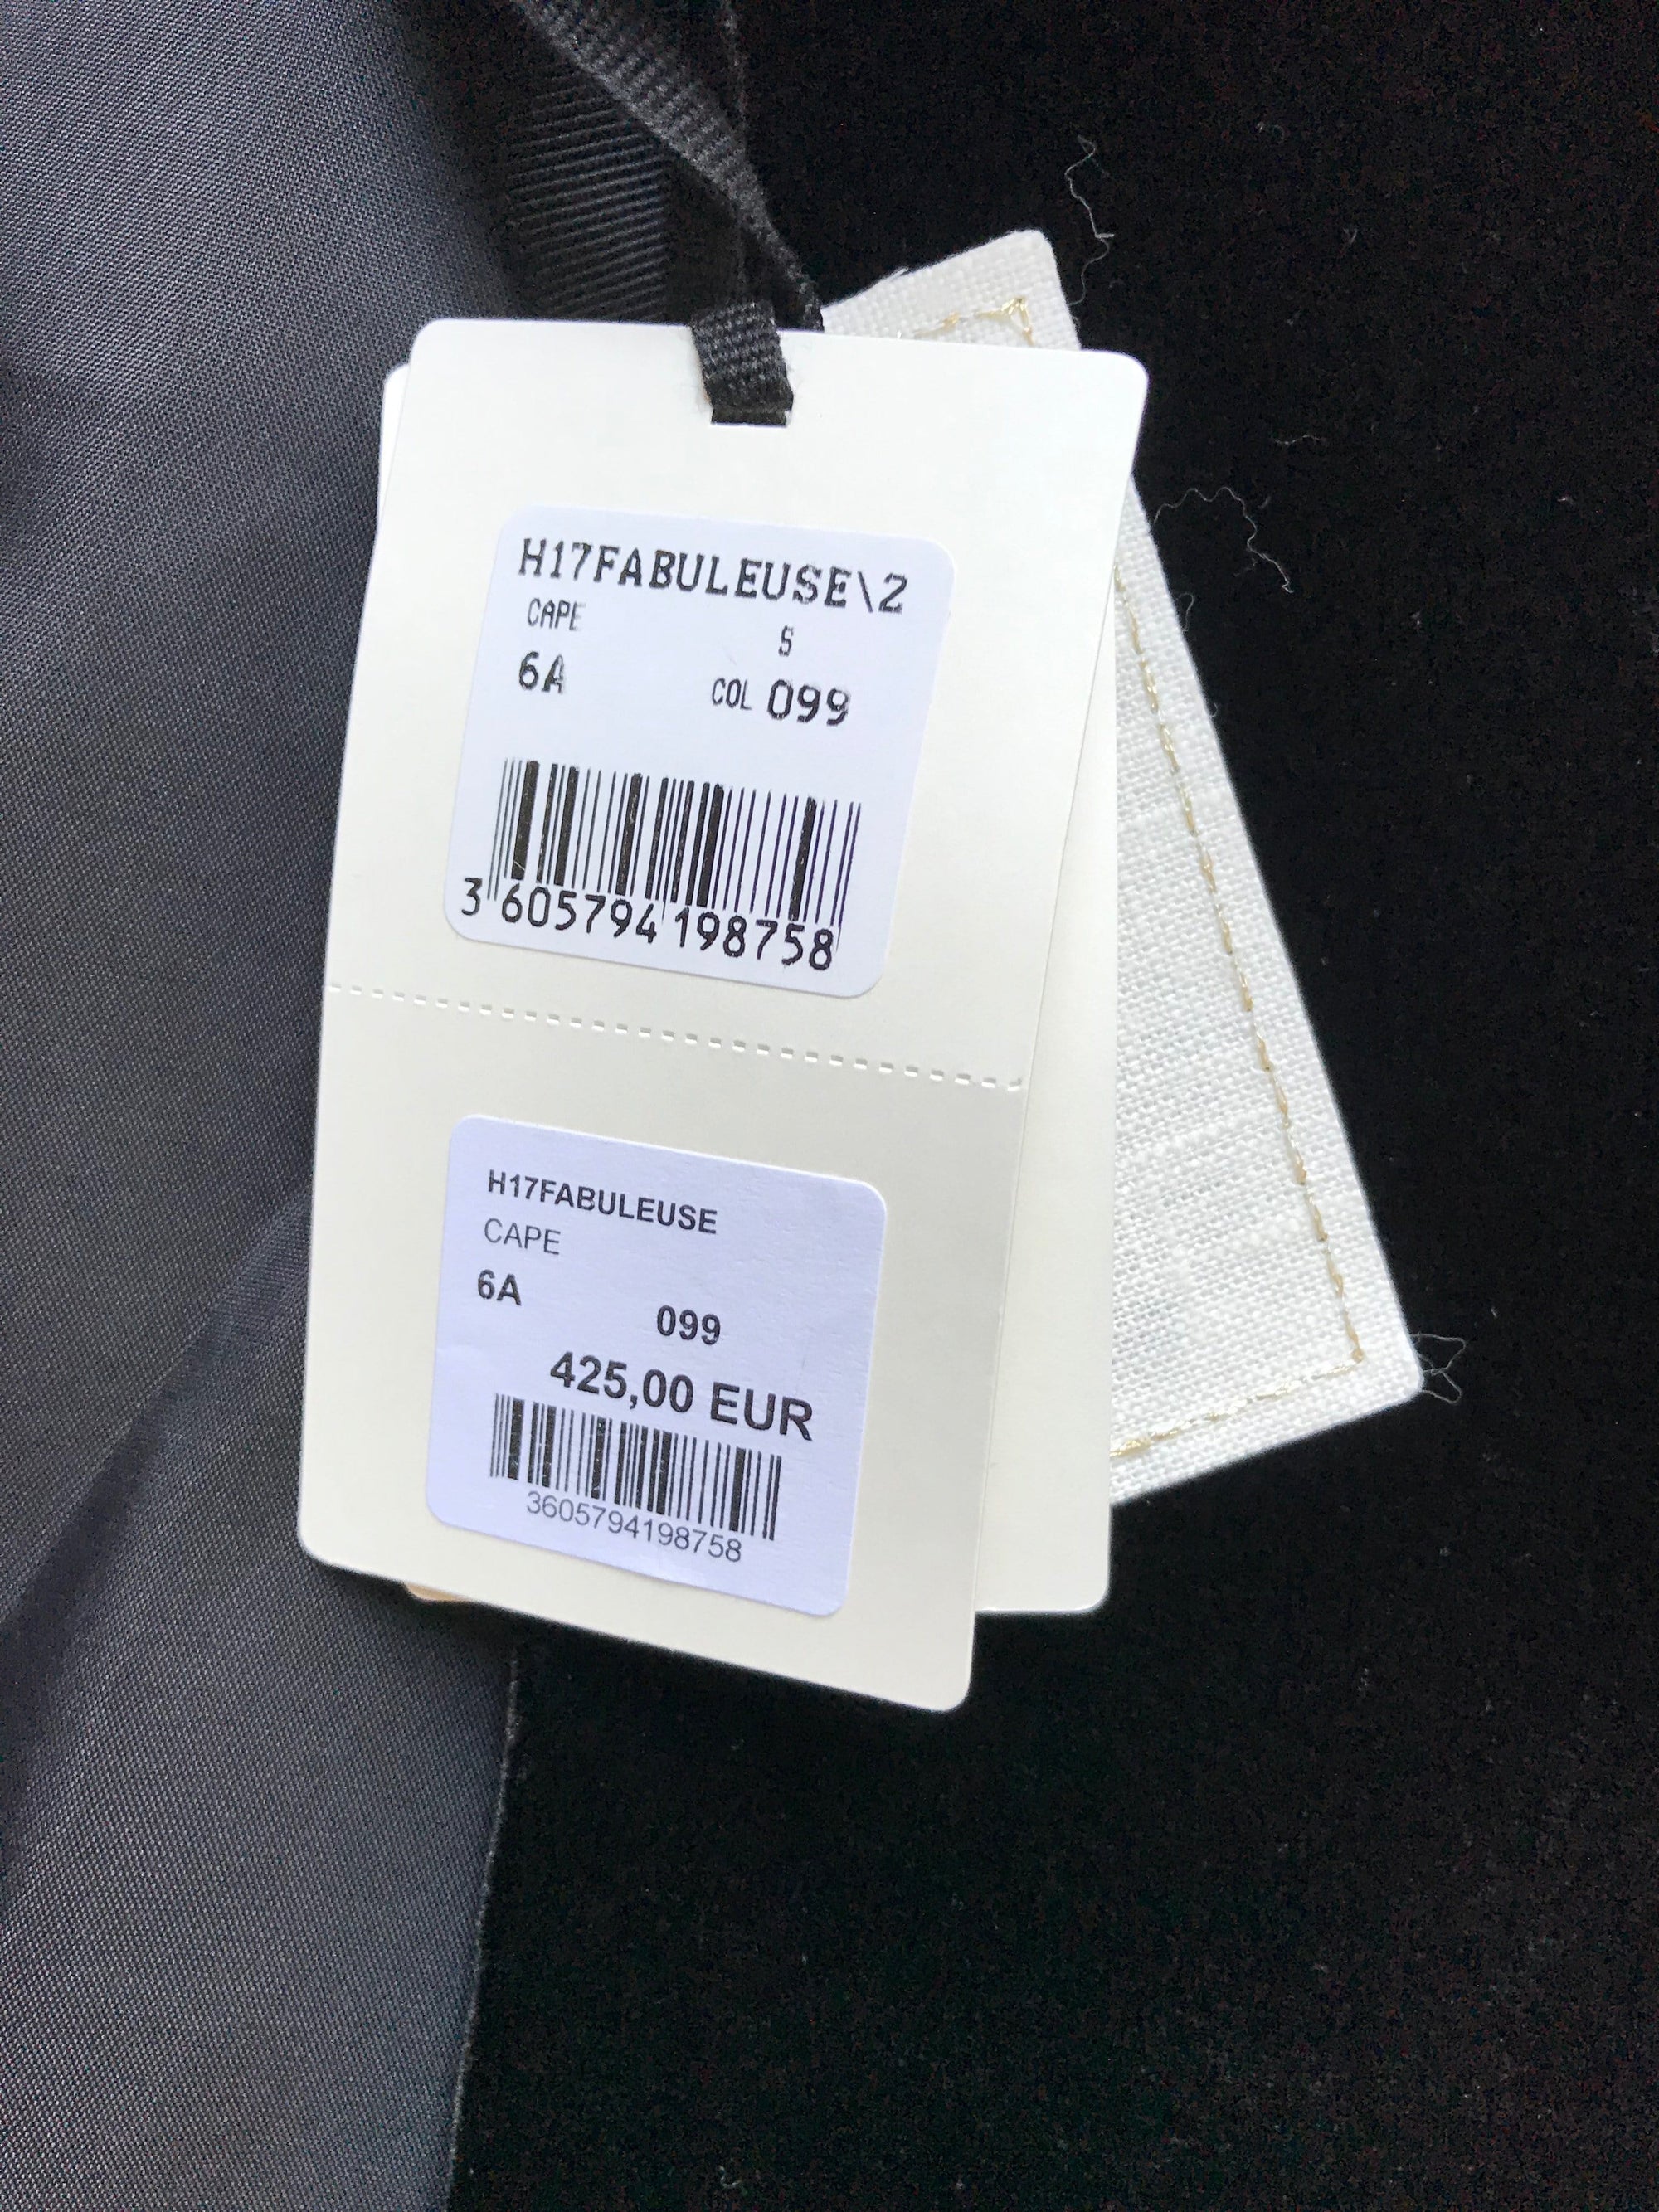 H17FABULEUSE\2
CAPE
S
6A COL 099
3 605794 198758
H17FABULEUSE
CAPE
6A 099
425,00 EUR
3605794198758